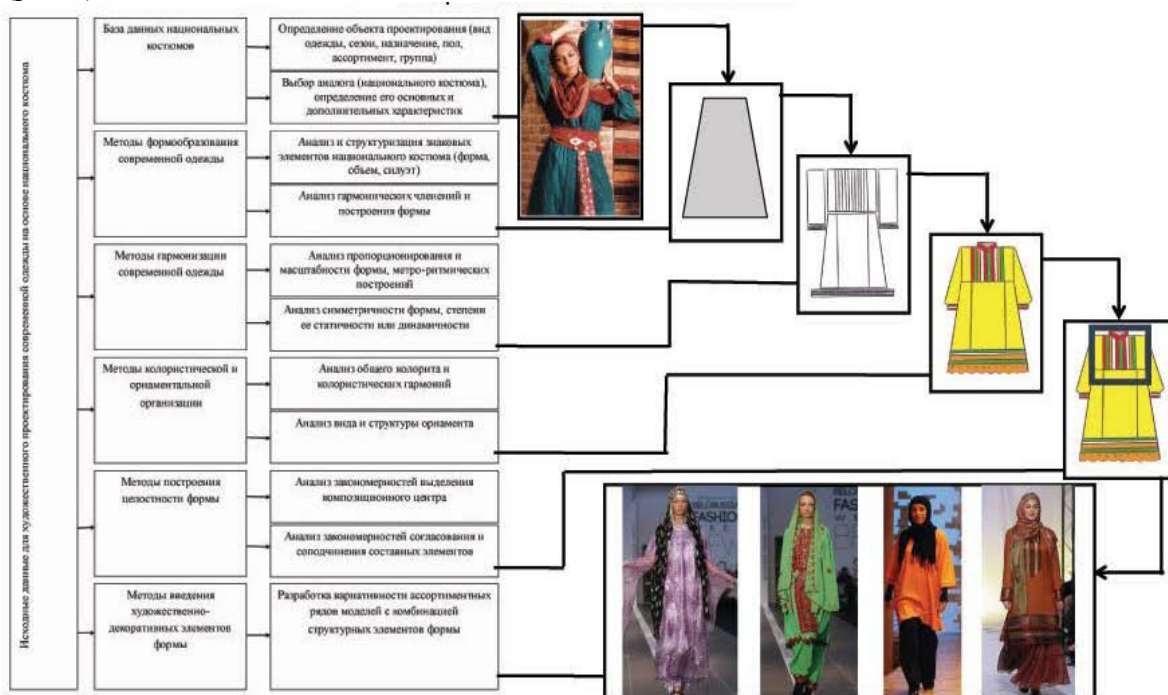 Исходные данные для художественного проектирования современной одежды на основе национального костюма
База данных национальных
костюмов
Определение объекта проектирования (вид
одежды, сезон, назначение, пол,
ассортимент, группа)
Выбор аналога (национального костюма),
определение его основных и
дополнительных характеристик
Методы формообразования
современной одежды
Анализ и структуризация знаковых
элементов национального костюма (форма,
объем, силуэт)
Анализ гармонических членений и
построения формы
Методы гармонизации
современной одежды
Анализ пропорционирования и
масштабности формы, метро-ритмических
построений
Анализ симметричности формы, степени
ее статичности или динамичности
Методы колористической и
орнаментальной
организации
Анализ общего колорита и
колористических гармоний
Анализ вида и структуры орнамента
Методы построения
целостности формы
Анализ закономерностей выделения
композиционного центра
Анализ закономерностей согласования и
соподчинения составных элементов
Методы введения
художественно-
декоративных элементов
формы
Разработка вариативности ассортиментных
рядов моделей с комбинацией
структурных элементов формы
FASHION
FAS